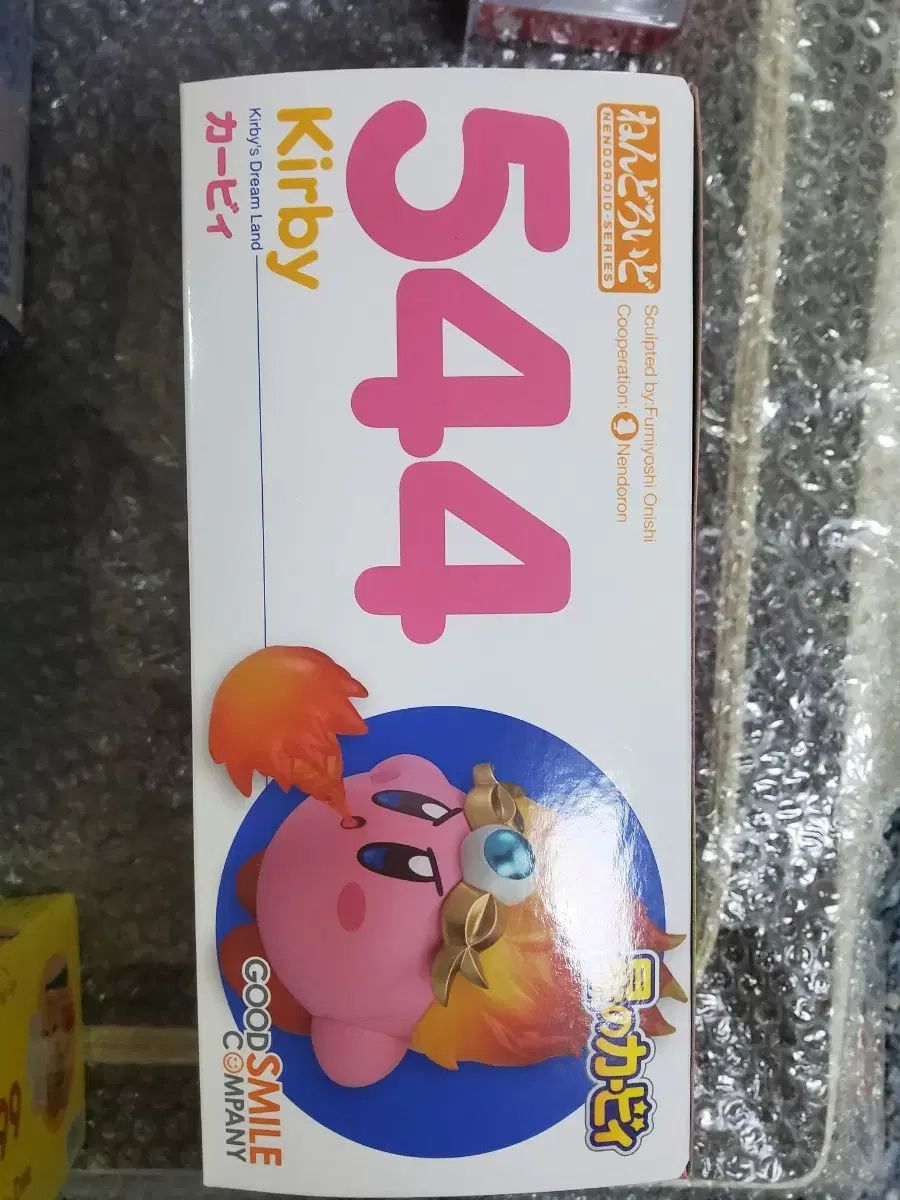 ねんどろいど
NENDOROID·SERIES
Sculpted by:Fumiyoshi Onishi
Cooperation: Nendoron
544
Kirby
Kirby's Dream Land
カービィ
星のカービィ
GOOD SMILE
COMPANY